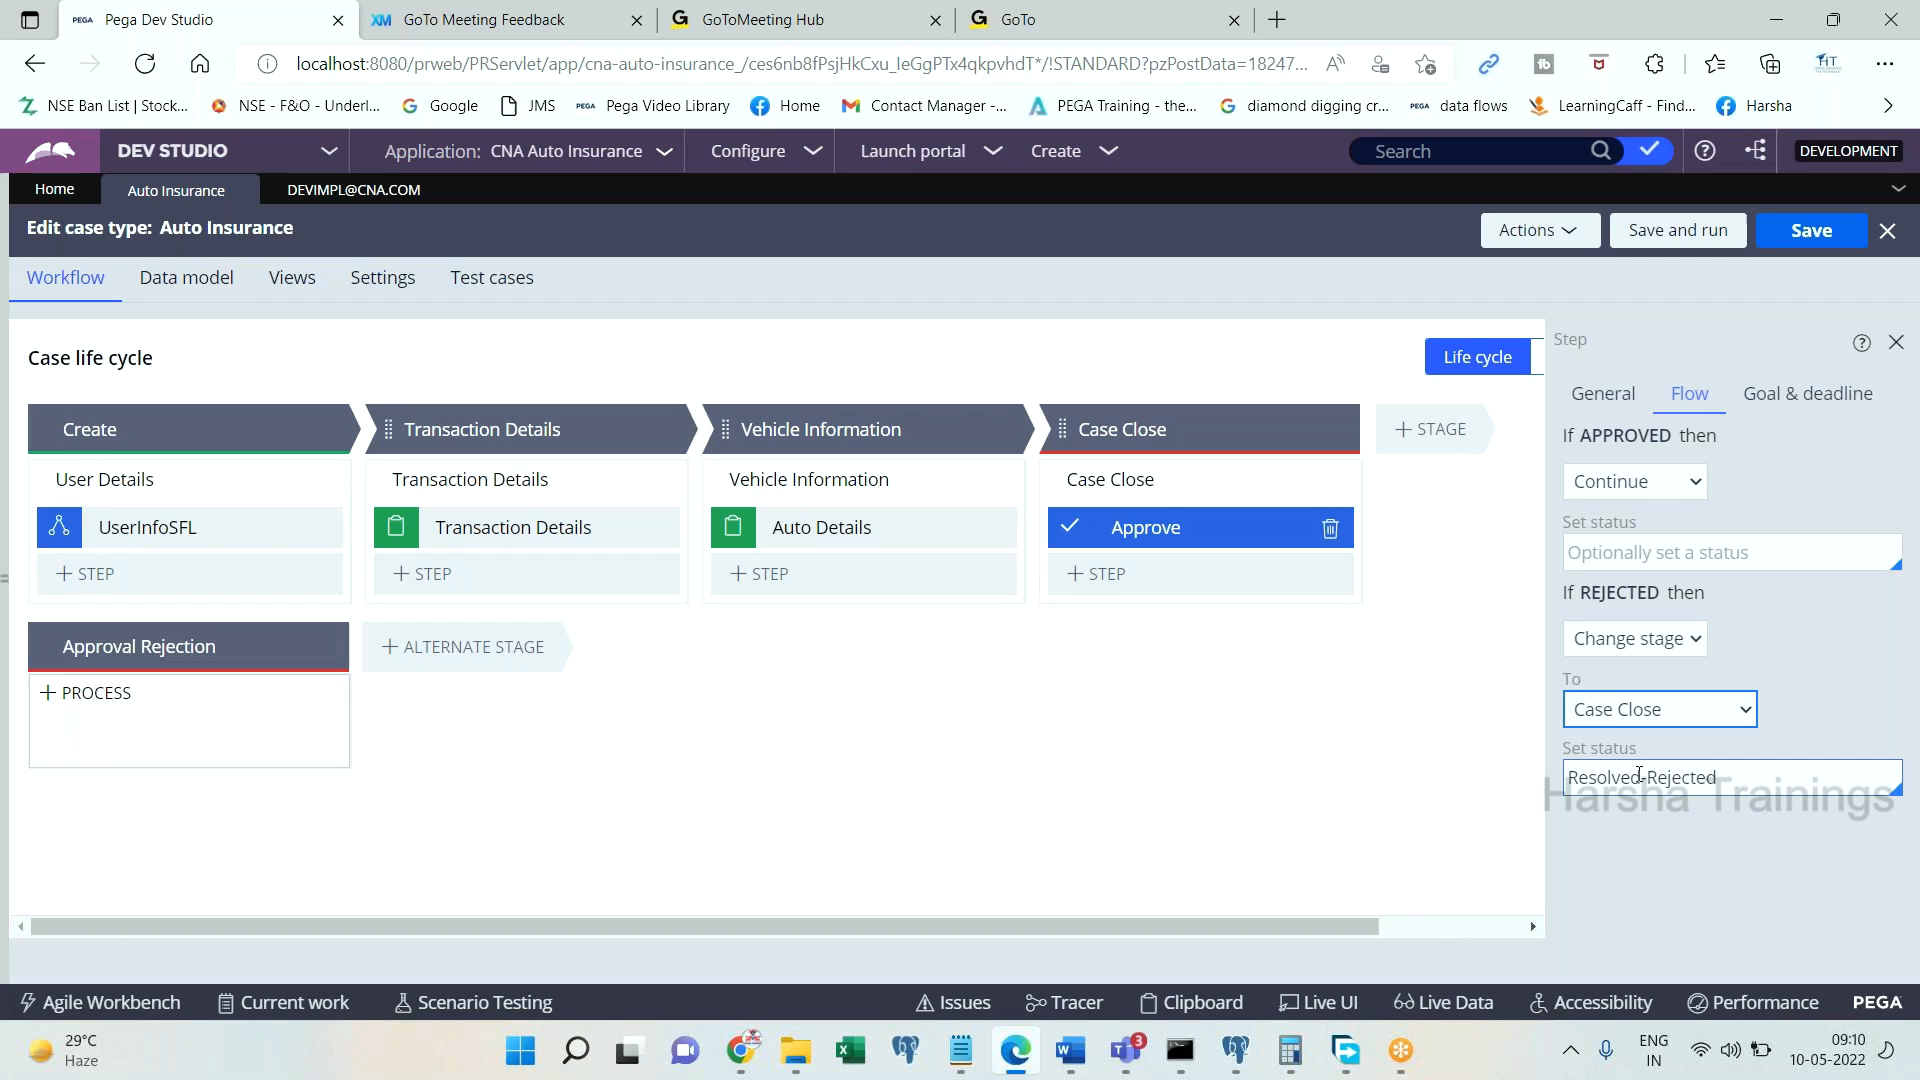 PEGA Pega Dev Studio
XM GoTo Meeting Feedback
G GoToMeeting Hub
G GoTo
localhost:8080/prweb/PRServlet/app/cna-auto-insurance_/ces6nb8fPsjHkCxu_IeGgPTx4qkpvhdT*/!STANDARD?pzPostData=18247...
NSE Ban List | Stock...
NSE - F&O - Underl...
Google
JMS
PEGA Pega Video Library
Home
Contact Manager -...
PEGA Training - the...
diamond digging cr...
PEGA data flows
LearningCaff - Find...
Harsha
DEV STUDIO
Application: CNA Auto Insurance
Configure
Launch portal
Create
Search
DEVELOPMENT
Home
Auto Insurance
DEVIMPL@CNA.COM
Edit case type: Auto Insurance
Actions
Save and run
Save
Workflow
Data model
Views
Settings
Test cases
Case life cycle
Life cycle
Create
Transaction Details
Vehicle Information
Case Close
+ STAGE
User Details
Transaction Details
Vehicle Information
Case Close
UserInfoSFL
Transaction Details
Auto Details
Approve
+ STEP
+ STEP
+ STEP
+ STEP
Approval Rejection
+ ALTERNATE STAGE
+ PROCESS
Step
General
Flow
Goal & deadline
If APPROVED then
Continue
Set status
Optionally set a status
If REJECTED then
Change stage
To
Case Close
Set status
Resolved-Rejected
Harsha Trainings
Agile Workbench
Current work
Scenario Testing
Issues
Tracer
Clipboard
Live UI
Live Data
Accessibility
Performance
PEGA
29°C
Haze
3
ENG
IN
09:10
10-05-2022